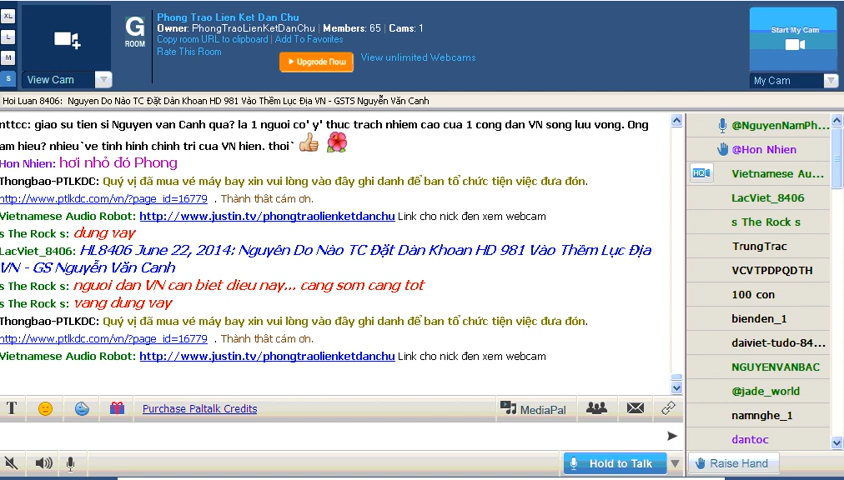 XL
L
M
S
View Cam
G
ROOM
Phong Trao Lien Ket Dan Chu
Owner: PhongTraoLienKetDanChu | Members: 65 | Cams: 1
Copy room URL to clipboard | Add To Favorites
Rate This Room
Upgrade Now
View unlimited Webcams
Start My Cam
My Cam
Hoi Luan 8406: Nguyen Do Nào TC Đặt Dàn Khoan HD 981 Vào Thềm Lục Địa VN - GSTS Nguyễn Văn Canh
nttcc: giao su tien si Nguyen van Canh qua? la 1 nguoi co' y' thuc trach nhiem cao cua 1 cong dan VN song luu vong. Ong
am hieu? nhieu`ve tinh hinh chinh tri cua VN hien. thoi`
Hon Nhien: hơi nhỏ đó Phong
Thongbao-PTLKDC: Quý vị đã mua vé máy bay xin vui lòng vào đây ghi danh để ban tổ chức tiện việc đưa đón.
http://www.ptlkdc.com/vn/?page_id=16779 . Thành thât cám ơn.
Vietnamese Audio Robot: http://www.justin.tv/phongtraolienketdanchu Link cho nick đen xem webcam
s The Rock s: dung vay
LacViet_8406: HL8406 June 22, 2014: Nguyên Do Nào TC Đặt Dàn Khoan HD 981 Vào Thềm Lục Địa
VN - GS Nguyễn Văn Canh
s The Rock s: nguoi dan VN can biet dieu nay... cang som cang tot
s The Rock s: vang dung vay
Thongbao-PTLKDC: Quý vị đã mua vé máy bay xin vui lòng vào đây ghi danh để ban tổ chức tiện việc đưa đón.
http://www.ptlkdc.com/vn/?page_id=16779 . Thành thât cám ơn.
Vietnamese Audio Robot: http://www.justin.tv/phongtraolienketdanchu Link cho nick đen xem webcam
@NguyenNamPh...
@Hon Nhien
HQ
Vietnamese Au...
LacViet_8406
s The Rock s
TrungTrac
VCVTPDPQDTH
100 con
bienden_1
daiviet-tudo-84...
NGUYENVANBAC
@jade_world
namnghe_1
dantoc
T
Purchase Paltalk Credits
MediaPal
Hold to Talk
Raise Hand